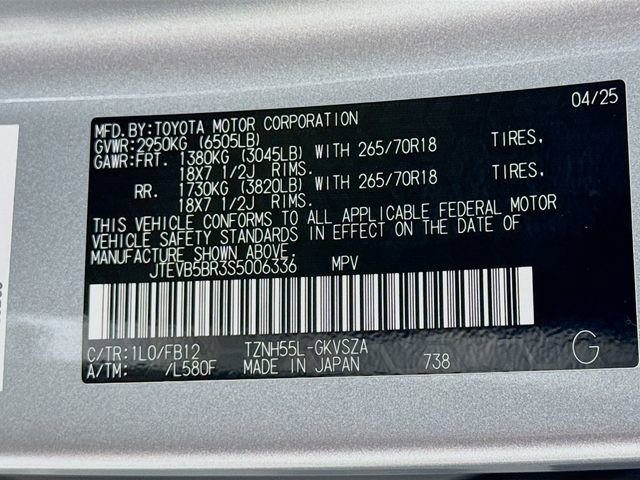 04/25
MFD.BY:TOYOTA MOTOR CORPORATION
GVWR:2950KG (6505LB)
GAWR:FRT. 1380KG (3045LB) WITH 265/70R18 TIRES,
18X7 1/2J RIMS.
RR. 1730KG (3820LB) WITH 265/70R18 TIRES,
18X7 1/2J RIMS.
THIS VEHICLE CONFORMS TO ALL APPLICABLE FEDERAL MOTOR
VEHICLE SAFETY STANDARDS IN EFFECT ON THE DATE OF
MANUFACTURE SHOWN ABOVE.
JTEVB5BR3S5006336 MPV
C/TR:1L0/FB12 TZNH55L-GKVSZA
A/TM: /L580F MADE IN JAPAN 738
G